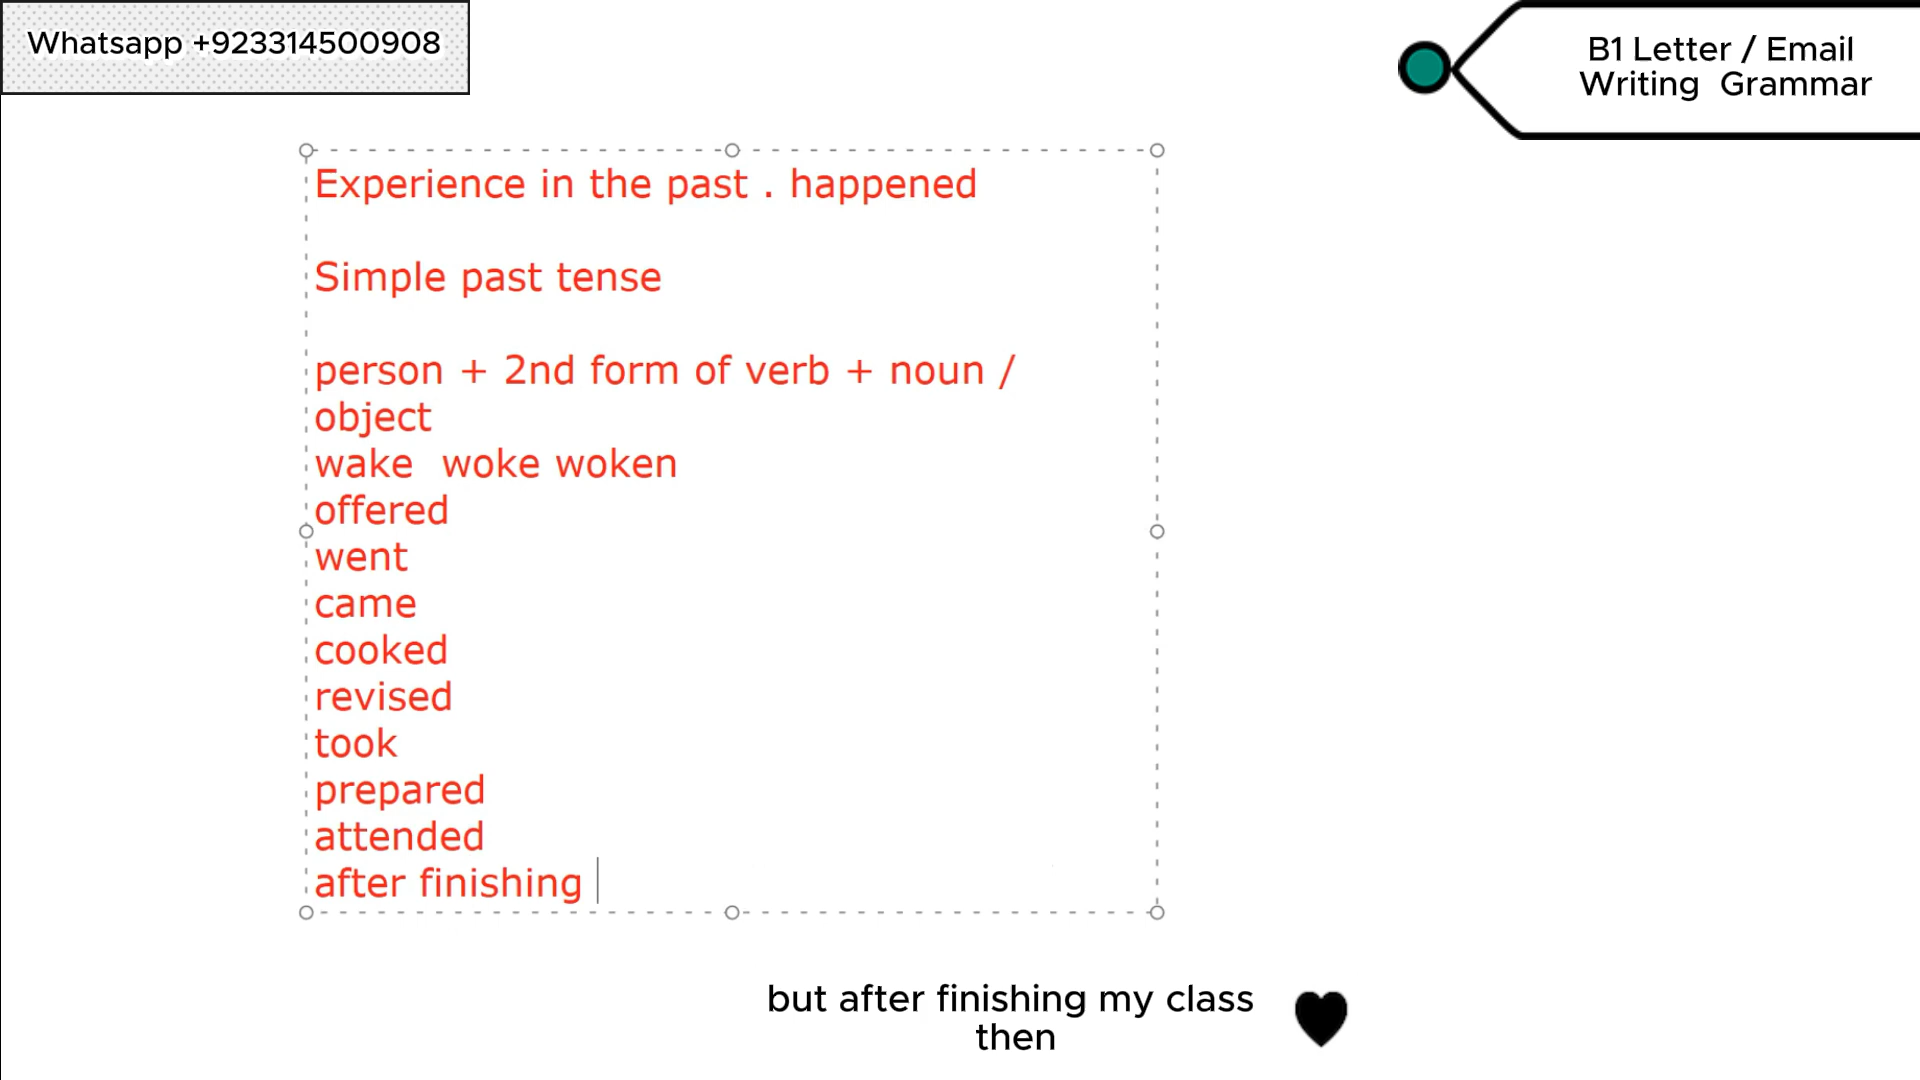 Whatsapp +923314500908
B1 Letter / Email
Writing Grammar
Experience in the past . happened
Simple past tense
person + 2nd form of verb + noun /
object
wake woke woken
offered
went
came
cooked
revised
took
prepared
attended
after finishing
but after finishing my class
then